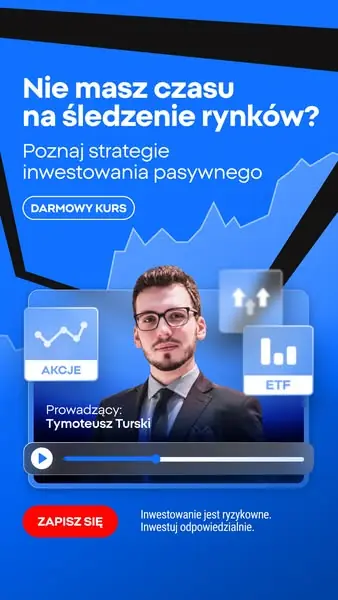 Nie masz czasu
na śledzenie rynków?
Poznaj strategie
inwestowania pasywnego
DARMOWY KURS
AKCJE
ETF
Prowadzący:
Tymoteusz Turski
ZAPISZ SIĘ
Inwestowanie jest ryzykowne.
Inwestuj odpowiedzialnie.